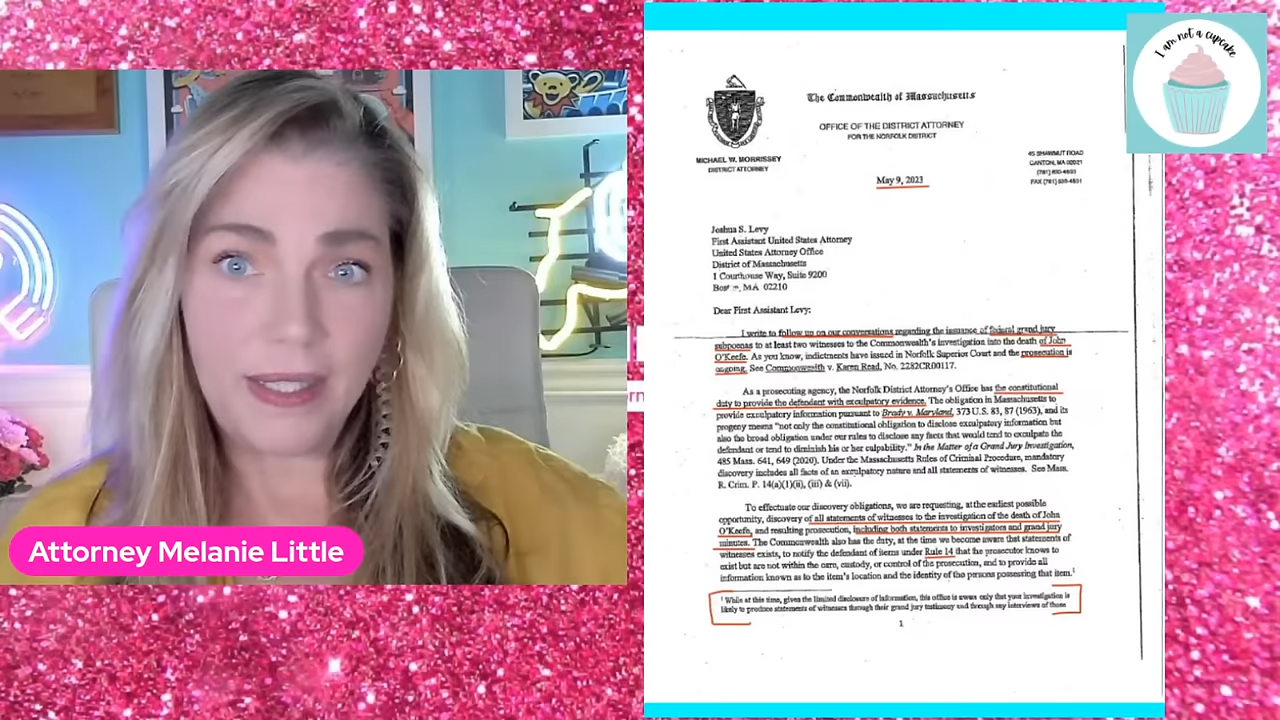 Attorney Melanie Little
I am not a cupcake
The Commonwealth of Massachusetts
OFFICE OF THE DISTRICT ATTORNEY
FOR THE NORFOLK DISTRICT
MICHAEL W. MORRISSEY
DISTRICT ATTORNEY
45 SHAWMUT ROAD
CANTON, MA 02021
(781) 830-4800
FAX (781) 830-4801
May 9, 2023
Joshua S. Levy
First Assistant United States Attorney
United States Attorney Office
District of Massachusetts
1 Courthouse Way, Suite 9200
Boston, MA 02210
Dear First Assistant Levy:
I write to follow up on our conversations regarding the issuance of federal grand jury
subpoenas to at least two witnesses to the Commonwealth's investigation into the death of John
O'Keefe. As you know, indictments have issued in Norfolk Superior Court and the prosecution is
ongoing. See Commonwealth v. Karen Read, No. 2282CR00117.
As a prosecuting agency, the Norfolk District Attorney's Office has the constitutional
duty to provide the defendant with exculpatory evidence. The obligation in Massachusetts to
provide exculpatory information pursuant to Brady v. Maryland, 373 U.S. 83, 87 (1963), and its
progeny means "not only the constitutional obligation to disclose exculpatory information but
also the broad obligation under our rules to disclose any facts that would tend to exculpate the
defendant or tend to diminish his or her culpability." In the Matter of a Grand Jury Investigation,
485 Mass. 641, 649 (2020). Under the Massachusetts Rules of Criminal Procedure, mandatory
discovery includes all facts of an exculpatory nature and all statements of witnesses. See Mass.
R. Crim. P. 14(a)(1)(ii), (iii) & (vii).
To effectuate our discovery obligations, we are requesting, at the earliest possible
opportunity, discovery of all statements of witnesses to the investigation of the death of John
O'Keefe, and resulting prosecution, including both statements to investigators and grand jury
minutes. The Commonwealth also has the duty, at the time we become aware that statements of
witnesses exists, to notify the defendant of items under Rule 14 that the prosecutor knows to
exist but are not within the care, custody, or control of the prosecution, and to provide all
information known as to the item's location and the identity of the persons possessing that item.1
1 While at this time, given the limited disclosure of information, this office is aware only that your investigation is
likely to produce statements of witnesses through their grand jury testimony and through any interviews of those
1